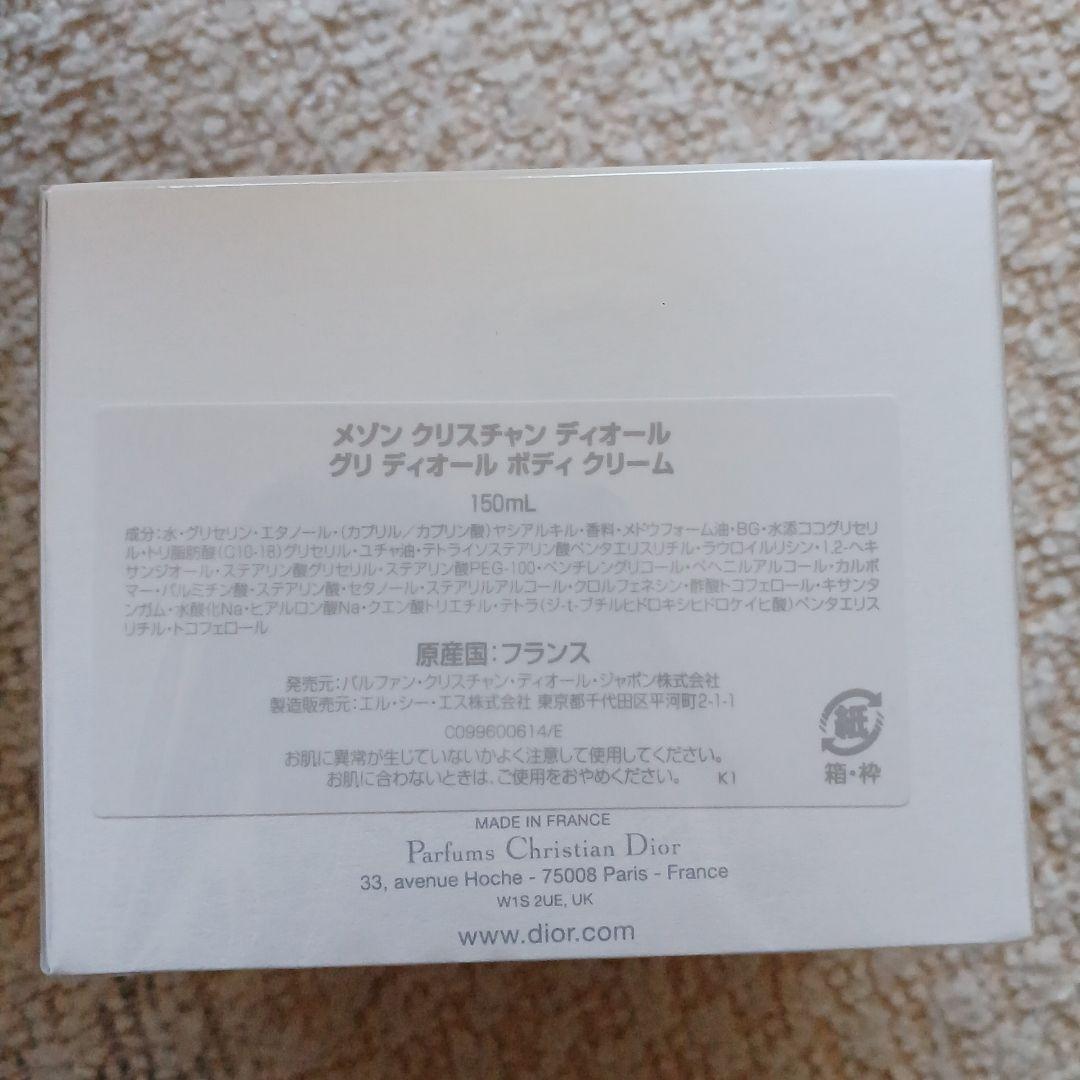 メゾン クリスチャン ディオール
グリ ディオール ボディ クリーム
150mL
成分:水・グリセリン・エタノール・(カプリル/カプリン酸)ヤシアルキル・香料・メドウフォーム油・BG・水添ココグリセリ
ル・トリ脂肪酸(C10-18)グリセリル・ユチャ油・テトライソステアリン酸ペンタエリスリチル・ラウロイルリシン・1,2-ヘキ
サンジオール・ステアリン酸グリセリル・ステアリン酸PEG-100・ペンチレングリコール・ベヘニルアルコール・カルボ
マー・パルミチン酸・ステアリン酸・セタノール・ステアリルアルコール・クロルフェネシン・酢酸トコフェロール・キサンタ
ンガム・水酸化Na・ヒアルロン酸Na・クエン酸トリエチル・テトラ(ジ-t-ブチルヒドロキシヒドロケイヒ酸)ペンタエリス
リチル・トコフェロール
原産国:フランス
発売元:パルファン・クリスチャン・ディオール・ジャポン株式会社
製造販売元:エル・シー・エス株式会社 東京都千代田区平河町2-1-1
C099600614/E
お肌に異常が生じていないかよく注意して使用してください。
お肌に合わないときは、ご使用をおやめください。 K1
紙
箱・枠
MADE IN FRANCE
Parfums Christian Dior
33, avenue Hoche - 75008 Paris - France
W1S 2UE, UK
www.dior.com